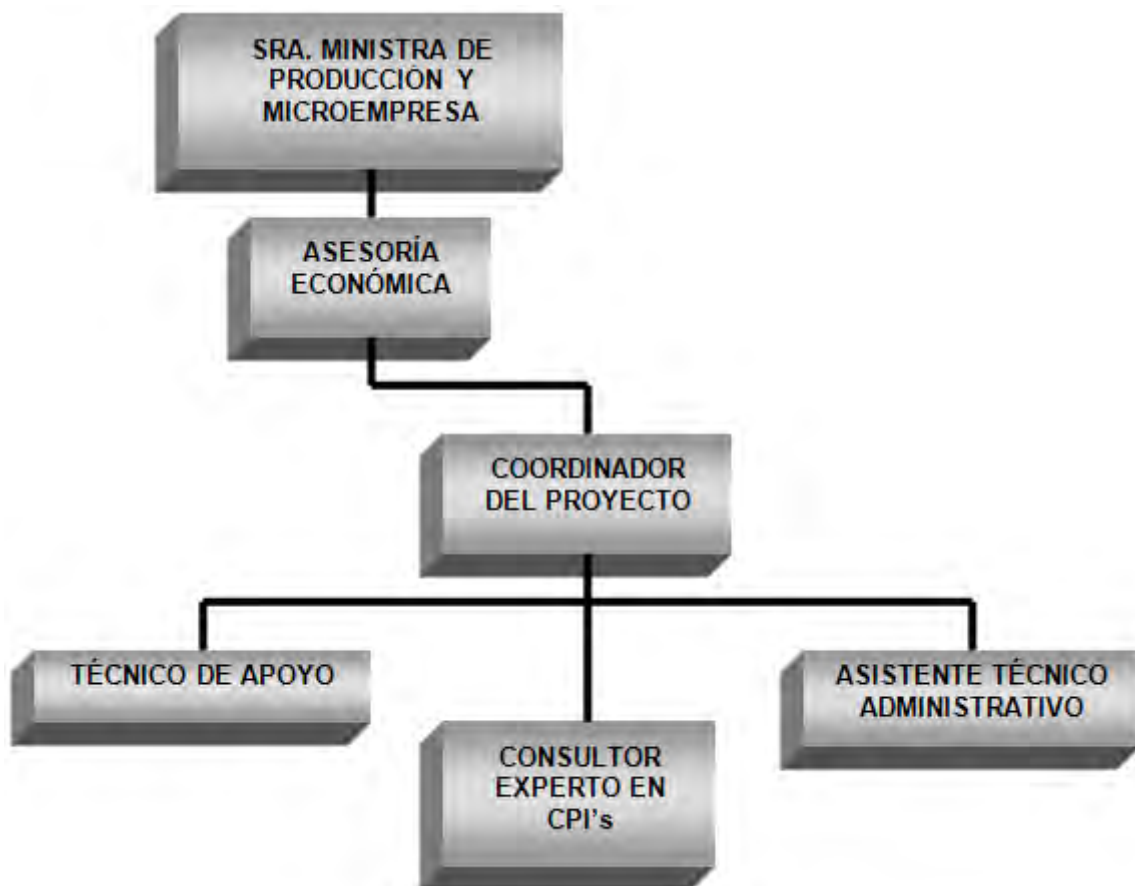 SRA. MINISTRA DE
PRODUCCIÓN Y
MICROEMPRESA
ASESORÍA
ECONÓMICA
COORDINADOR
DEL PROYECTO
TÉCNICO DE APOYO
CONSULTOR
EXPERTO EN
CPI's
ASISTENTE TÉCNICO
ADMINISTRATIVO